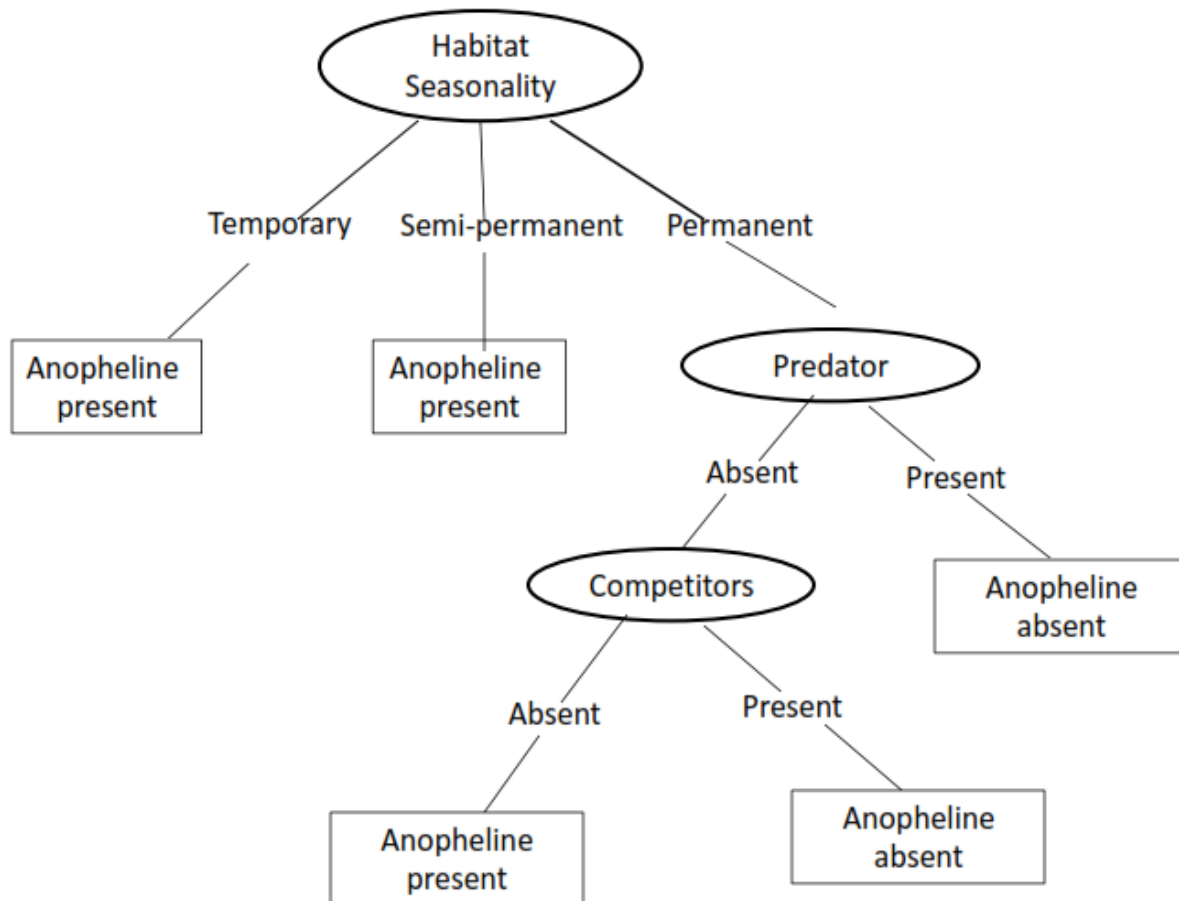 Habitat
Seasonality
Temporary
Semi-permanent
Permanent
Anopheline
present
Anopheline
present
Predator
Absent
Present
Competitors
Anopheline
absent
Absent
Present
Anopheline
present
Anopheline
absent